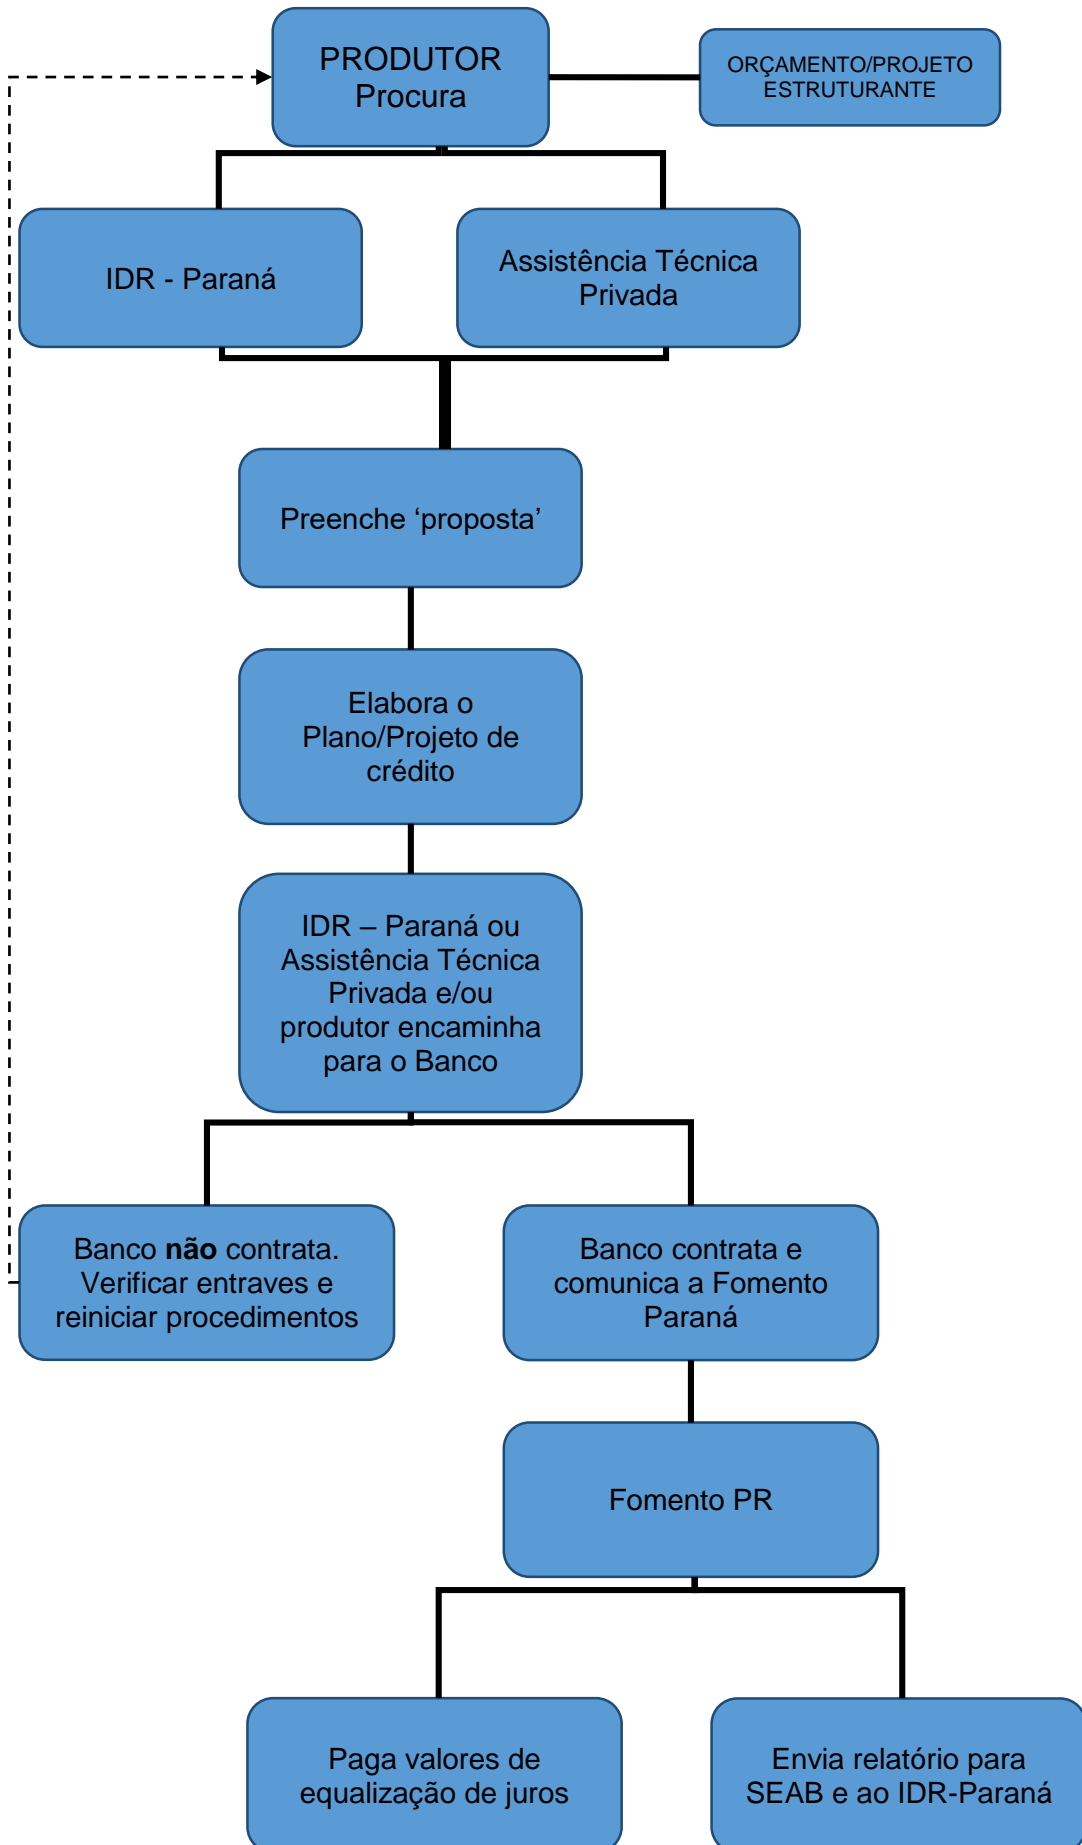 PRODUTOR
Procura
ORÇAMENTO/PROJETO
ESTRUTURANTE
IDR - Paraná
Assistência Técnica
Privada
Preenche ‘proposta’
Elabora o
Plano/Projeto de
crédito
IDR – Paraná ou
Assistência Técnica
Privada e/ou
produtor encaminha
para o Banco
Banco não contrata.
Verificar entraves e
reiniciar procedimentos
Banco contrata e
comunica a Fomento
Paraná
Fomento PR
Paga valores de
equalização de juros
Envia relatório para
SEAB e ao IDR-Paraná